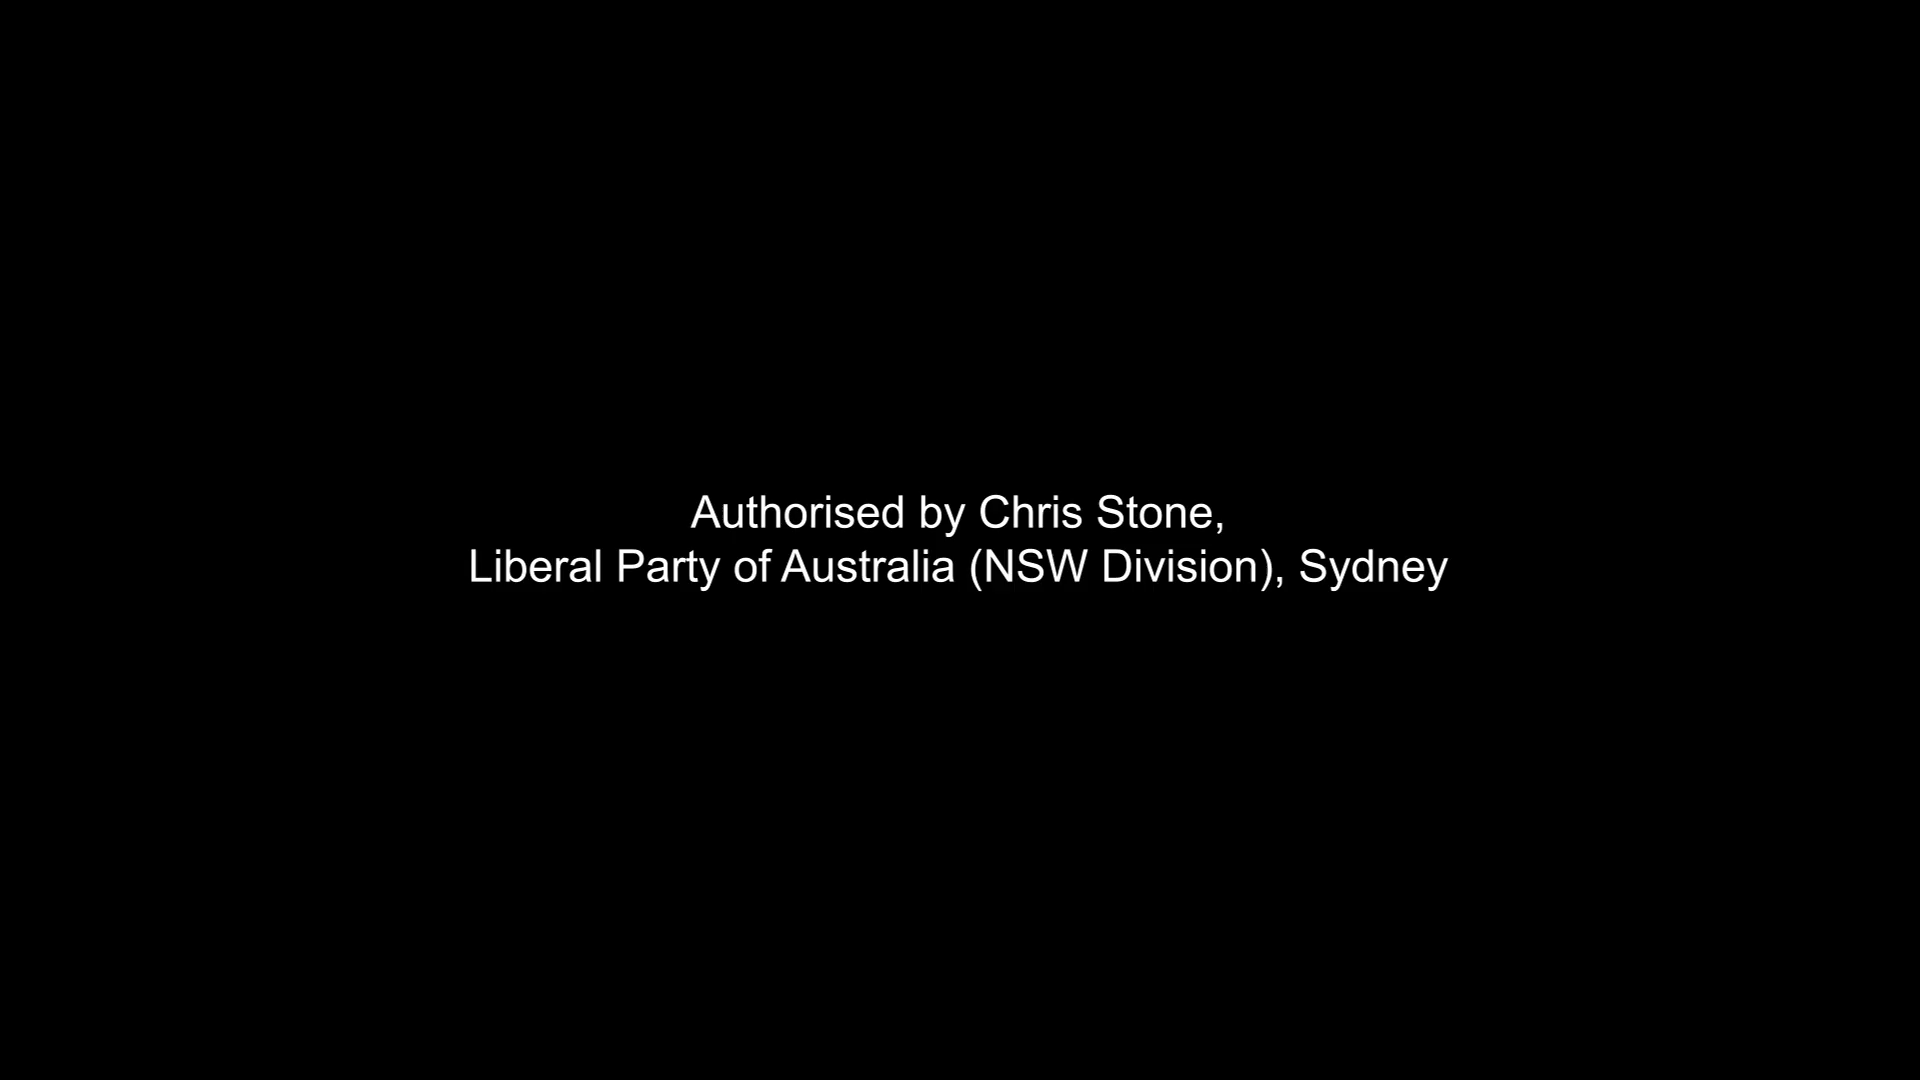 Authorised by Chris Stone,
Liberal Party of Australia (NSW Division), Sydney